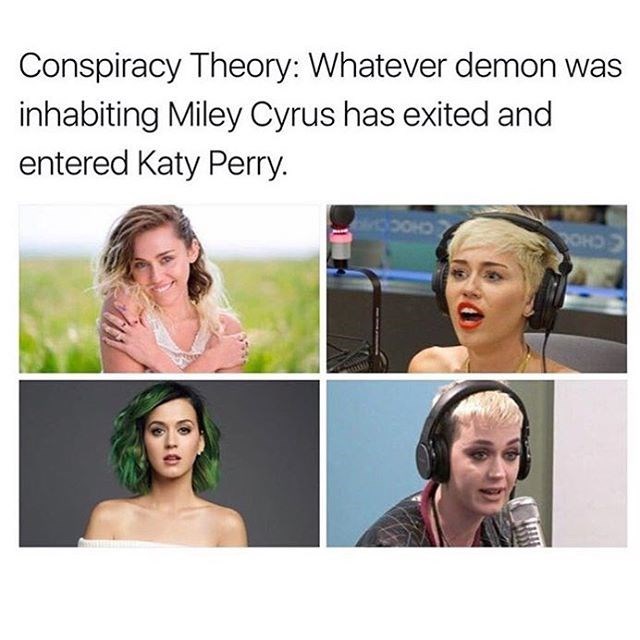 Conspiracy Theory: Whatever demon was
inhabiting Miley Cyrus has exited and
entered Katy Perry.